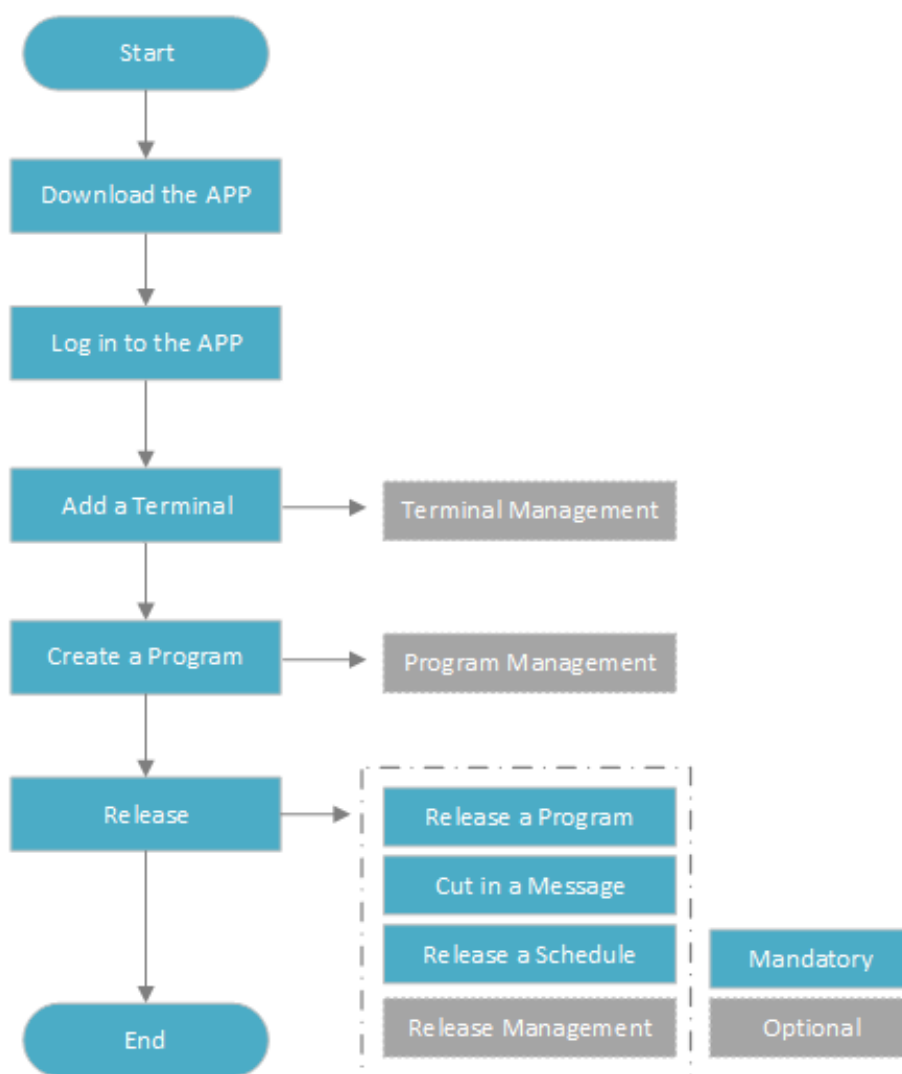 Start
Download the APP
Log in to the APP
Add a Terminal
Terminal Management
Create a Program
Program Management
Release
Release a Program
Cut in a Message
Release a Schedule
Mandatory
Release Management
Optional
End